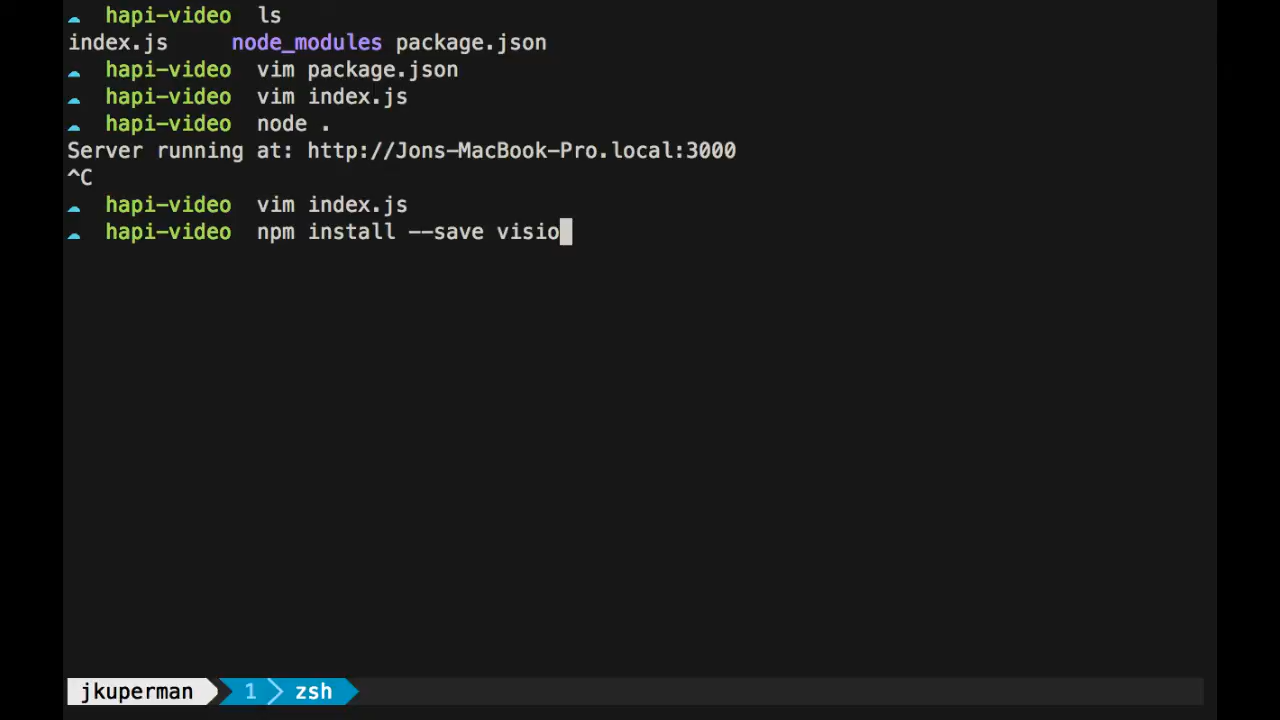 ☁ hapi-video ls
index.js node_modules package.json
☁ hapi-video vim package.json
☁ hapi-video vim index.js
☁ hapi-video node .
Server running at: http://Jons-MacBook-Pro.local:3000
^C
☁ hapi-video vim index.js
☁ hapi-video npm install --save visio
jkuperman 1 zsh